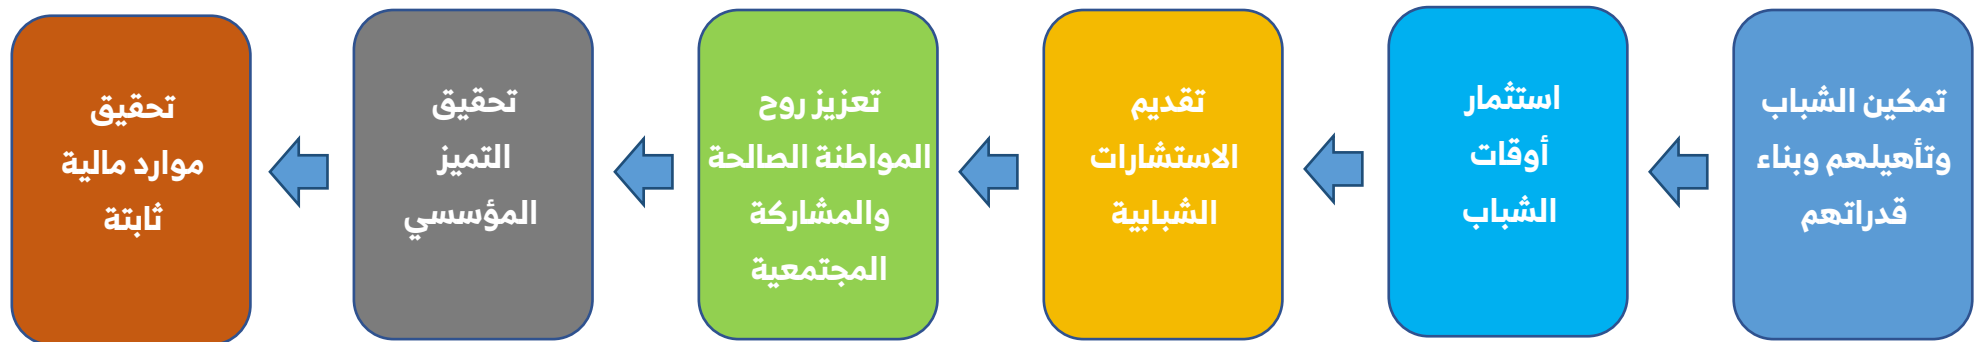 تمكين الشباب
وتأهيلهم وبناء
قدراتهم
استثمار
أوقات
الشباب
تقديم
الاستشارات
الشبابية
تعزيز روح
المواطنة الصالحة
والمشاركة
المجتمعية
تحقيق
التميز
المؤسسي
تحقيق
موارد مالية
ثابتة